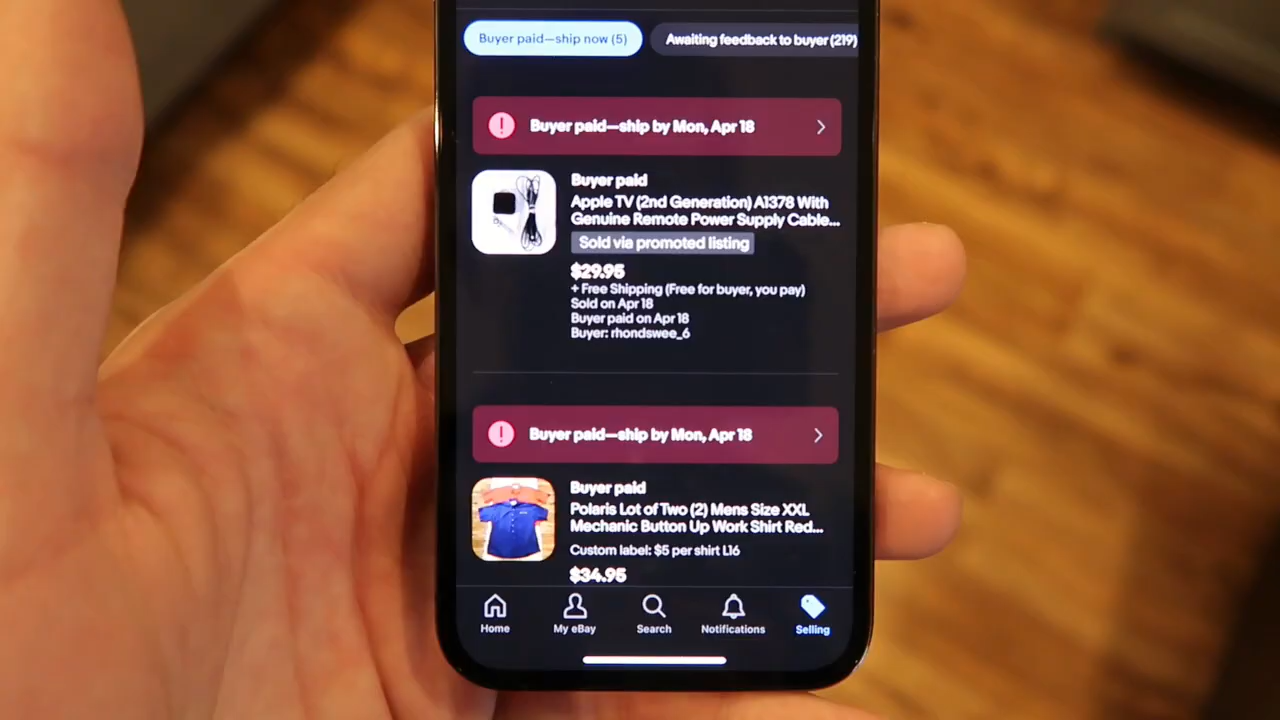 Buyer paid—ship now (5)
Awaiting feedback to buyer (219)
Buyer paid—ship by Mon, Apr 18
Buyer paid
Apple TV (2nd Generation) A1378 With
Genuine Remote Power Supply Cable...
Sold via promoted listing
$29.95
+ Free Shipping (Free for buyer, you pay)
Sold on Apr 18
Buyer paid on Apr 18
Buyer: rhondswee_6
Buyer paid—ship by Mon, Apr 18
Buyer paid
Polaris Lot of Two (2) Mens Size XXL
Mechanic Button Up Work Shirt Red...
Custom label: $5 per shirt L16
$34.95
Home
My eBay
Search
Notifications
Selling